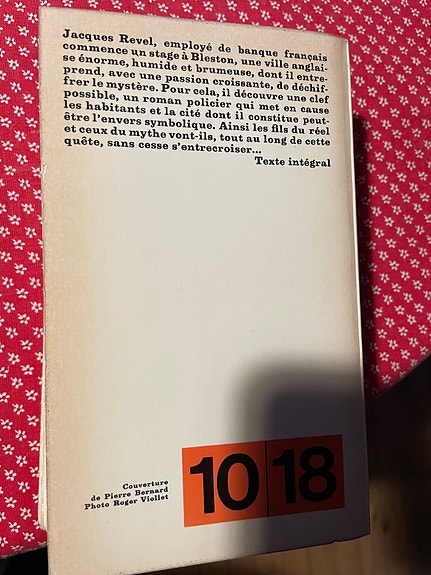 Jacques Revel, employé de banque français
commence un stage à Bleston, une ville anglai-
se énorme, humide et brumeuse, dont il entre-
prend, avec une passion croissante, de déchif-
frer le mystère. Pour cela, il découvre une clef
possible, un roman policier qui met en cause
les habitants et la cité dont il constitue peut-
être l'envers symbolique. Ainsi les fils du réel
et ceux du mythe vont-ils, tout au long de cette
quête, sans cesse s'entrecroiser...
Texte intégral
Couverture
de Pierre Bernard
Photo Roger Viollet
10 18